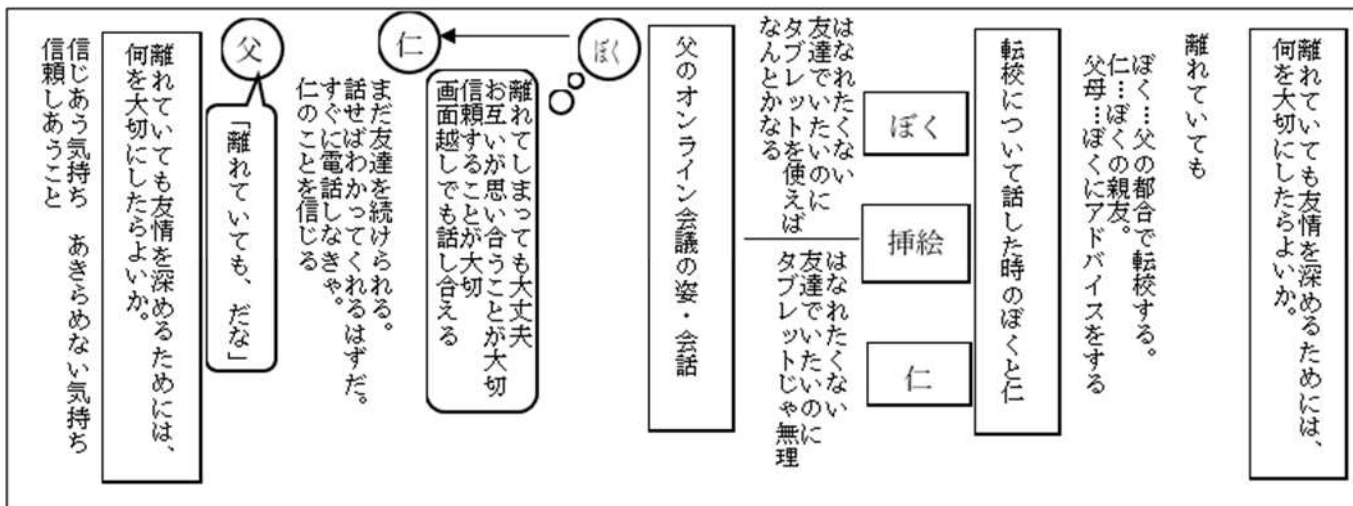 離れていても友情を深めるためには、
何を大切にしたらよいか。
離れていても
ぼく…父の都合で転校する。
仁…ぼくの親友。
父母…ぼくにアドバイスをする
転校について話した時のぼくと仁
ぼく
挿絵
仁
はなれたくない
友達でいたいのに
タブレットを使えば
なんとかなる
はなれたくない
友達でいたいのに
タブレットじゃ無理
父のオンライン会議の姿・会話
ぼく
仁
離れてしまっても大丈夫
お互いが思い合うことが大切
信頼することが大切
画面越しでも話し合える
まだ友達を続けられる。
話せばわかってくれるはずだ。
すぐに電話しなきゃ。
仁のことを信じる
父
「離れていても、だな」
離れていても友情を深めるためには、
何を大切にしたらよいか。
信じあう気持ち　あきらめない気持ち
信頼しあうこと